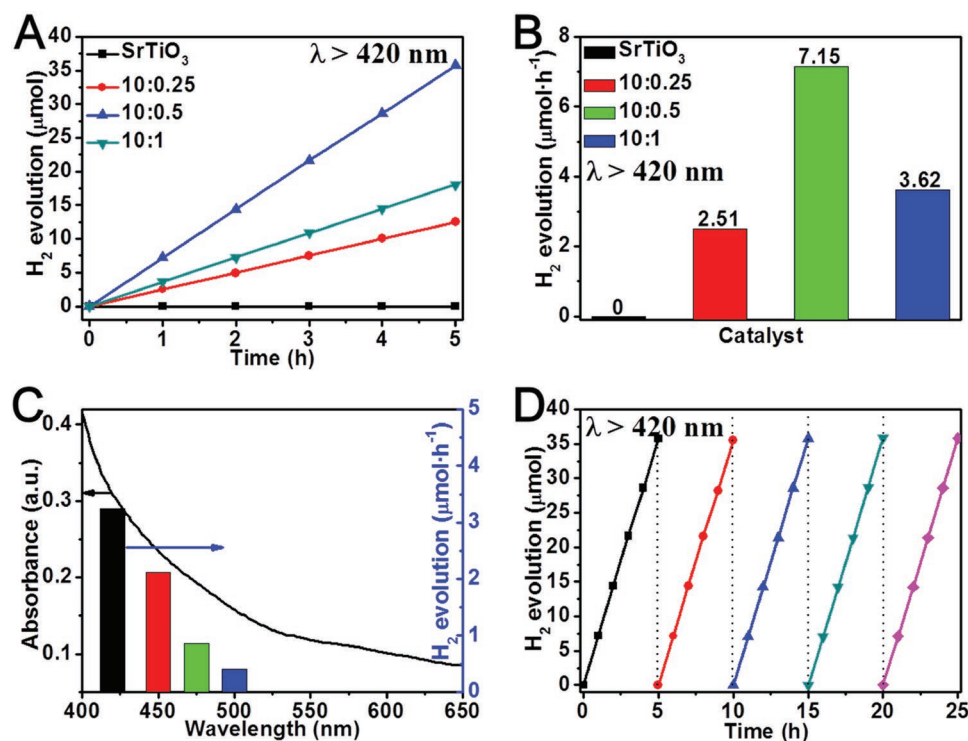 A
SrTiO₃
10:0.25
10:0.5
10:1
λ > 420 nm
H₂ evolution (μmol)
40
35
30
25
20
15
10
5
0
0 1 2 3 4 5
Time (h)
B
SrTiO₃
10:0.25
10:0.5
10:1
λ > 420 nm
H₂ evolution (μmol·h⁻¹)
8
6
4
2
0
0
2.51
7.15
3.62
Catalyst
C
Absorbance (a.u.)
0.4
0.3
0.2
0.1
400 450 500 550 600 650
Wavelength (nm)
5
4
3
2
1
0
H₂ evolution (μmol·h⁻¹)
D
λ > 420 nm
H₂ evolution (μmol)
40
35
30
25
20
15
10
5
0
0 5 10 15 20 25
Time (h)